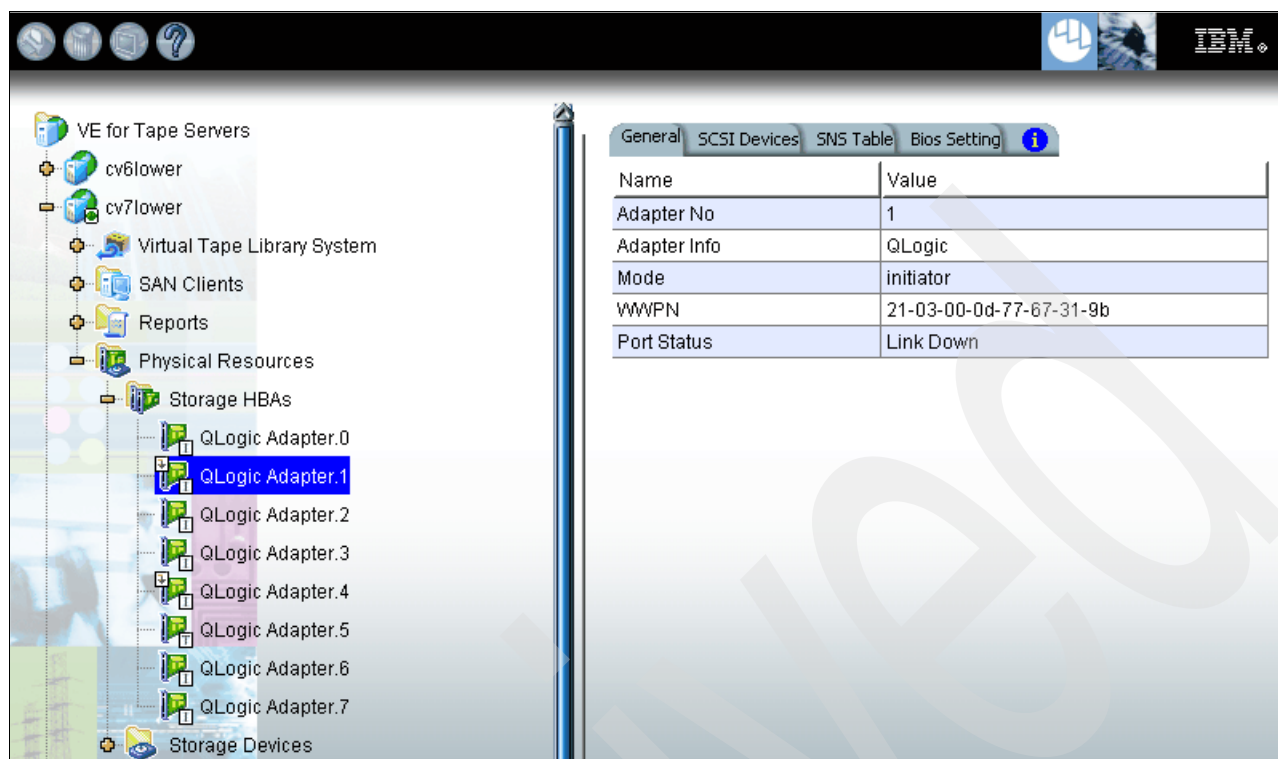 IBM
VE for Tape Servers
cv6lower
cv7lower
Virtual Tape Library System
SAN Clients
Reports
Physical Resources
Storage HBAs
QLogic Adapter.0
QLogic Adapter.1
QLogic Adapter.2
QLogic Adapter.3
QLogic Adapter.4
QLogic Adapter.5
QLogic Adapter.6
QLogic Adapter.7
Storage Devices
General SCSI Devices SNS Table Bios Setting i
Name Value
Adapter No 1
Adapter Info QLogic
Mode initiator
WWPN 21-03-00-0d-77-67-31-9b
Port Status Link Down